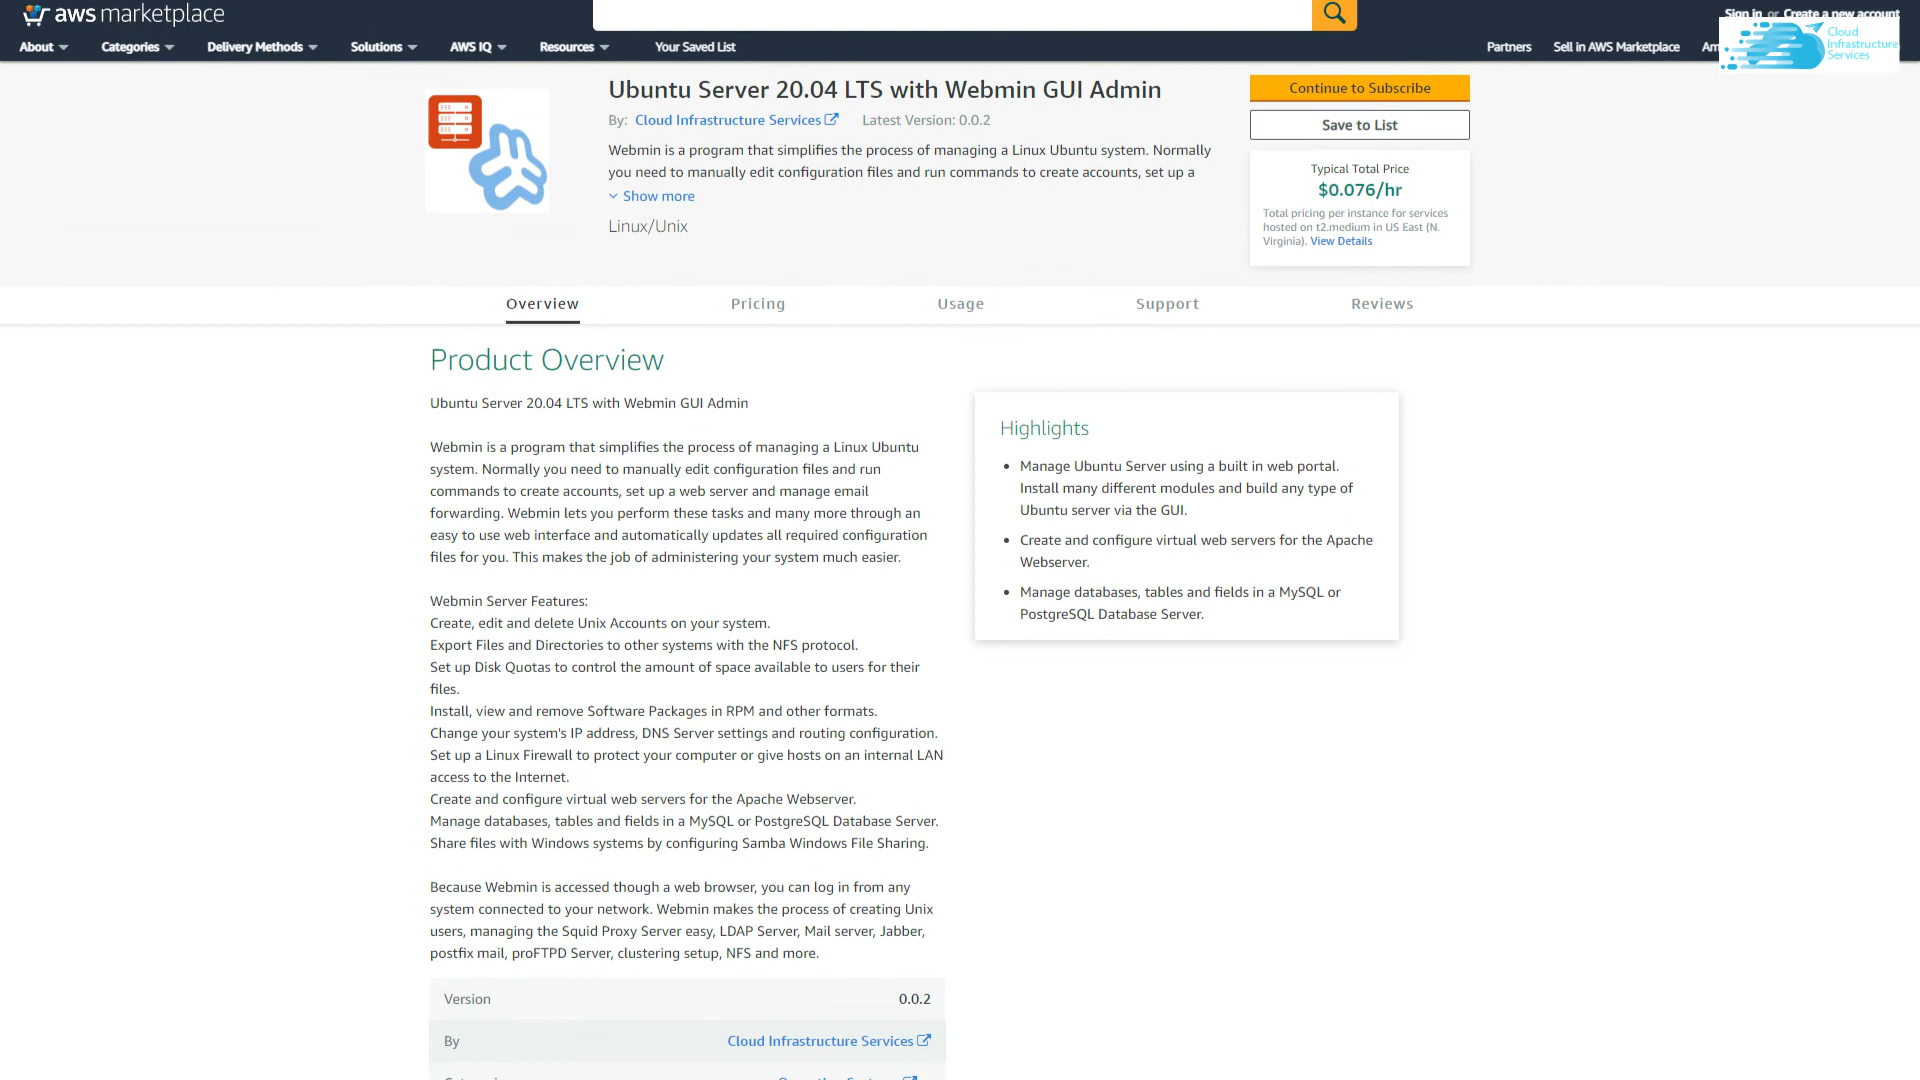 aws marketplace
Sign in or Create a new account
About
Categories
Delivery Methods
Solutions
AWS IQ
Resources
Your Saved List
Partners
Sell in AWS Marketplace
Cloud
Infrastructure
Services
Ubuntu Server 20.04 LTS with Webmin GUI Admin
By: Cloud Infrastructure Services Latest Version: 0.0.2
Webmin is a program that simplifies the process of managing a Linux Ubuntu system. Normally
you need to manually edit configuration files and run commands to create accounts, set up a
Show more
Linux/Unix
Continue to Subscribe
Save to List
Typical Total Price
$0.076/hr
Total pricing per instance for services
hosted on t2.medium in US East (N.
Virginia). View Details
Overview
Pricing
Usage
Support
Reviews
Product Overview
Ubuntu Server 20.04 LTS with Webmin GUI Admin
Webmin is a program that simplifies the process of managing a Linux Ubuntu
system. Normally you need to manually edit configuration files and run
commands to create accounts, set up a web server and manage email
forwarding. Webmin lets you perform these tasks and many more through an
easy to use web interface and automatically updates all required configuration
files for you. This makes the job of administering your system much easier.
Webmin Server Features:
Create, edit and delete Unix Accounts on your system.
Export Files and Directories to other systems with the NFS protocol.
Set up Disk Quotas to control the amount of space available to users for their
files.
Install, view and remove Software Packages in RPM and other formats.
Change your system's IP address, DNS Server settings and routing configuration.
Set up a Linux Firewall to protect your computer or give hosts on an internal LAN
access to the Internet.
Create and configure virtual web servers for the Apache Webserver.
Manage databases, tables and fields in a MySQL or PostgreSQL Database Server.
Share files with Windows systems by configuring Samba Windows File Sharing.
Because Webmin is accessed though a web browser, you can log in from any
system connected to your network. Webmin makes the process of creating Unix
users, managing the Squid Proxy Server easy, LDAP Server, Mail server, Jabber,
postfix mail, proFTPD Server, clustering setup, NFS and more.
Version 0.0.2
By Cloud Infrastructure Services
Highlights
Manage Ubuntu Server using a built in web portal.
Install many different modules and build any type of
Ubuntu server via the GUI.
Create and configure virtual web servers for the Apache
Webserver.
Manage databases, tables and fields in a MySQL or
PostgreSQL Database Server.